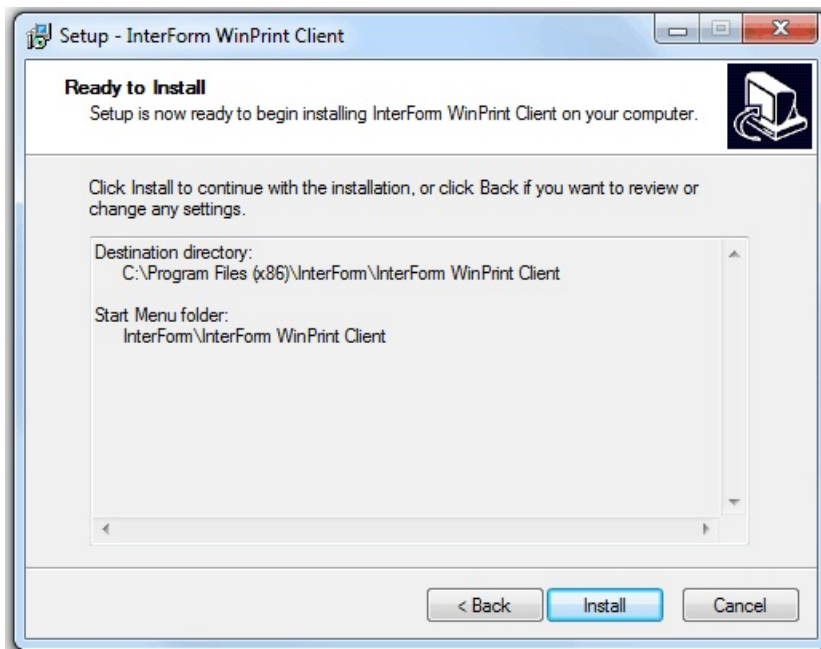 Setup - InterForm WinPrint Client
Ready to Install
Setup is now ready to begin installing InterForm WinPrint Client on your computer.
Click Install to continue with the installation, or click Back if you want to review or
change any settings.
Destination directory:
C:\Program Files (x86)\InterForm\InterForm WinPrint Client
Start Menu folder:
InterForm\InterForm WinPrint Client
< Back
Install
Cancel